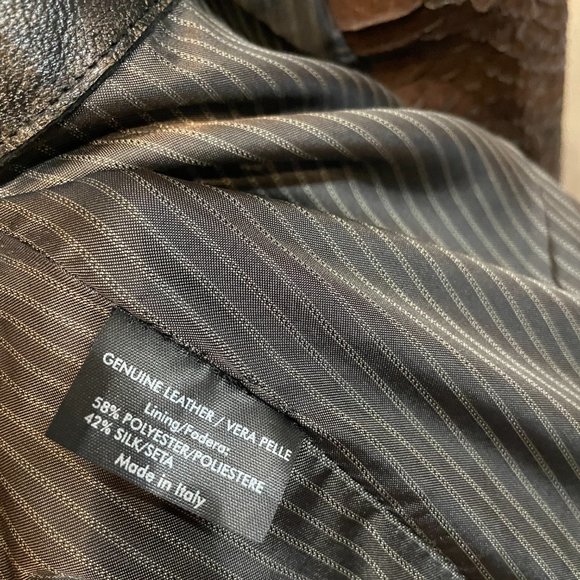 GENUINE LEATHER / VERA PELLE
Lining/Fodera:
58% POLYESTER/POLIESTERE
42% SILK/SETA
Made in Italy